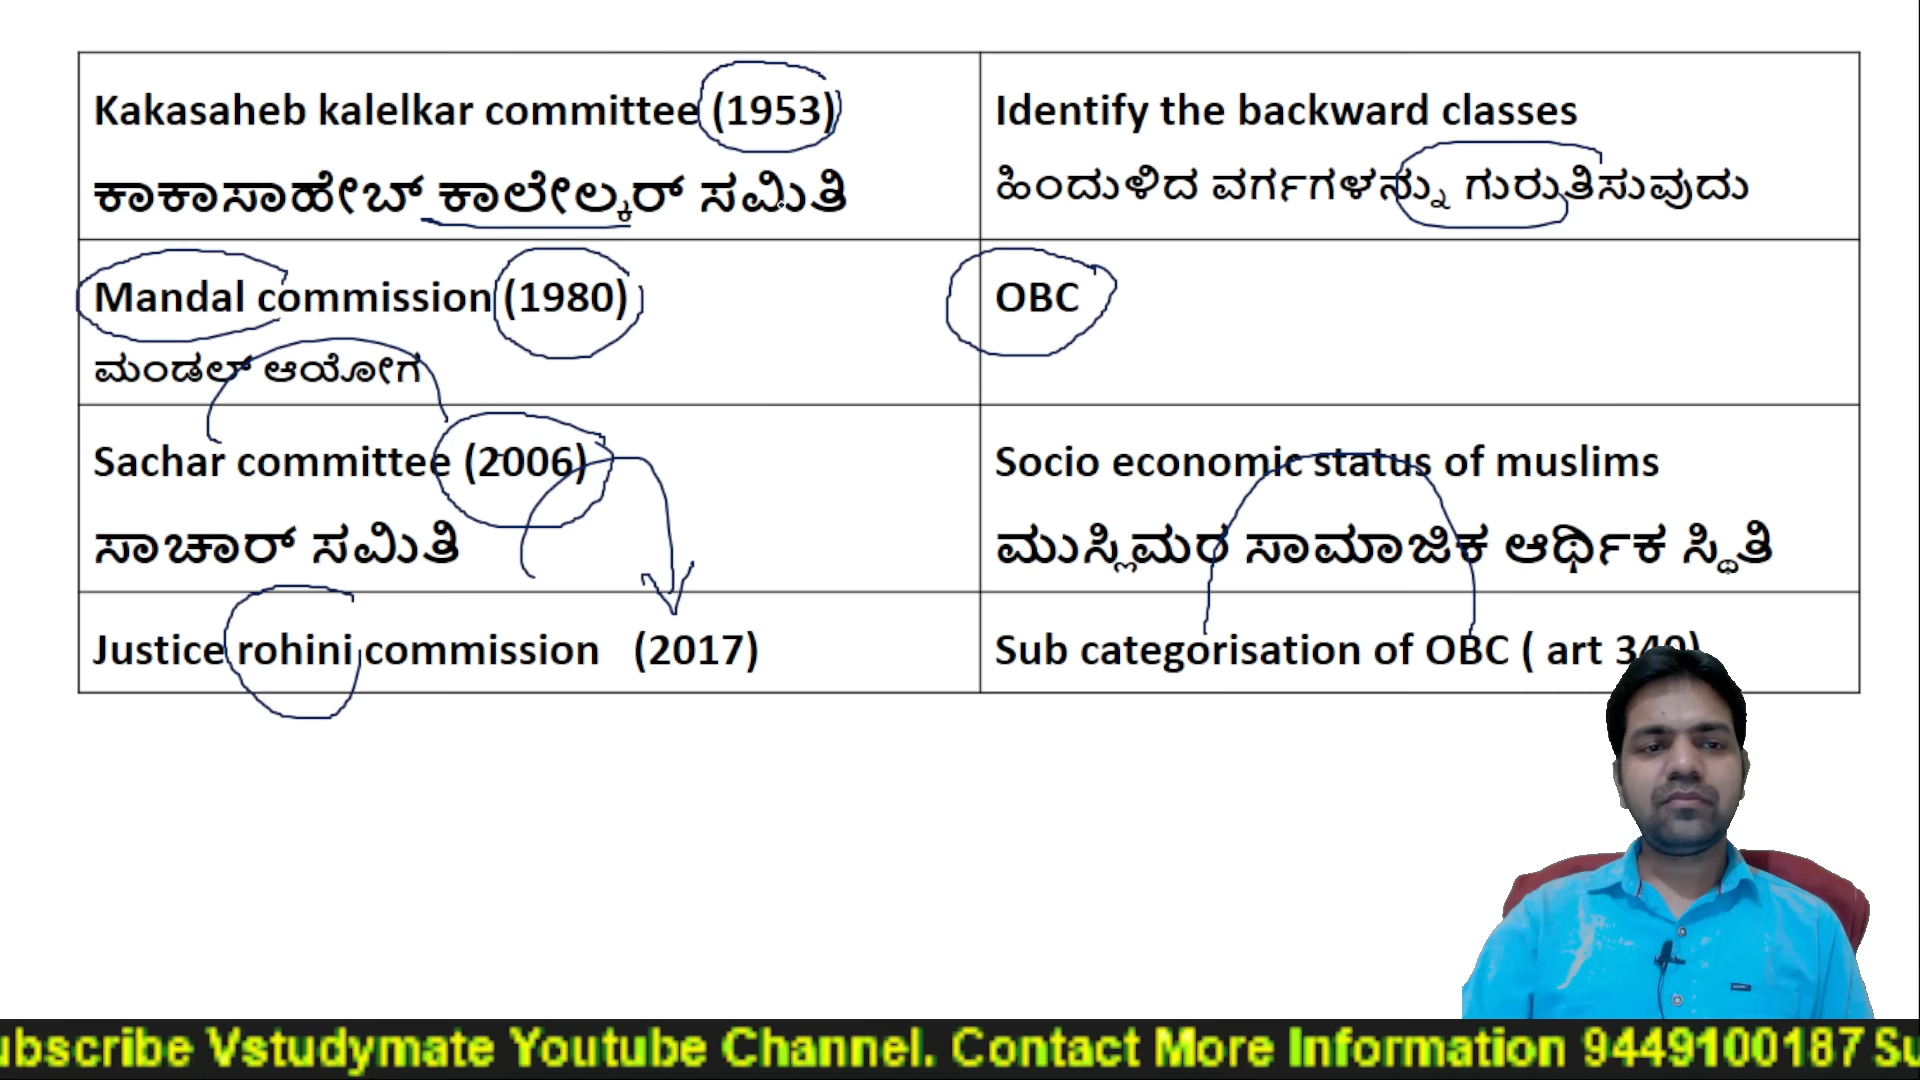 Kakasaheb kalelkar committee (1953)
ಕಾಕಾಸಾಹೇಬ್ ಕಾಲೇಲ್ಕರ್ ಸಮಿತಿ
Identify the backward classes
ಹಿಂದುಳಿದ ವರ್ಗಗಳನ್ನು ಗುರುತಿಸುವುದು
Mandal commission (1980)
ಮಂಡಲ್ ಆಯೋಗ
OBC
Sachar committee (2006)
ಸಾಚಾರ್ ಸಮಿತಿ
Socio economic status of muslims
ಮುಸ್ಲಿಮರ ಸಾಮಾಜಿಕ ಆರ್ಥಿಕ ಸ್ಥಿತಿ
Justice rohini commission (2017)
Sub categorisation of OBC ( art 340)
ubscribe Vstudymate Youtube Channel. Contact More Information 9449100187 Su